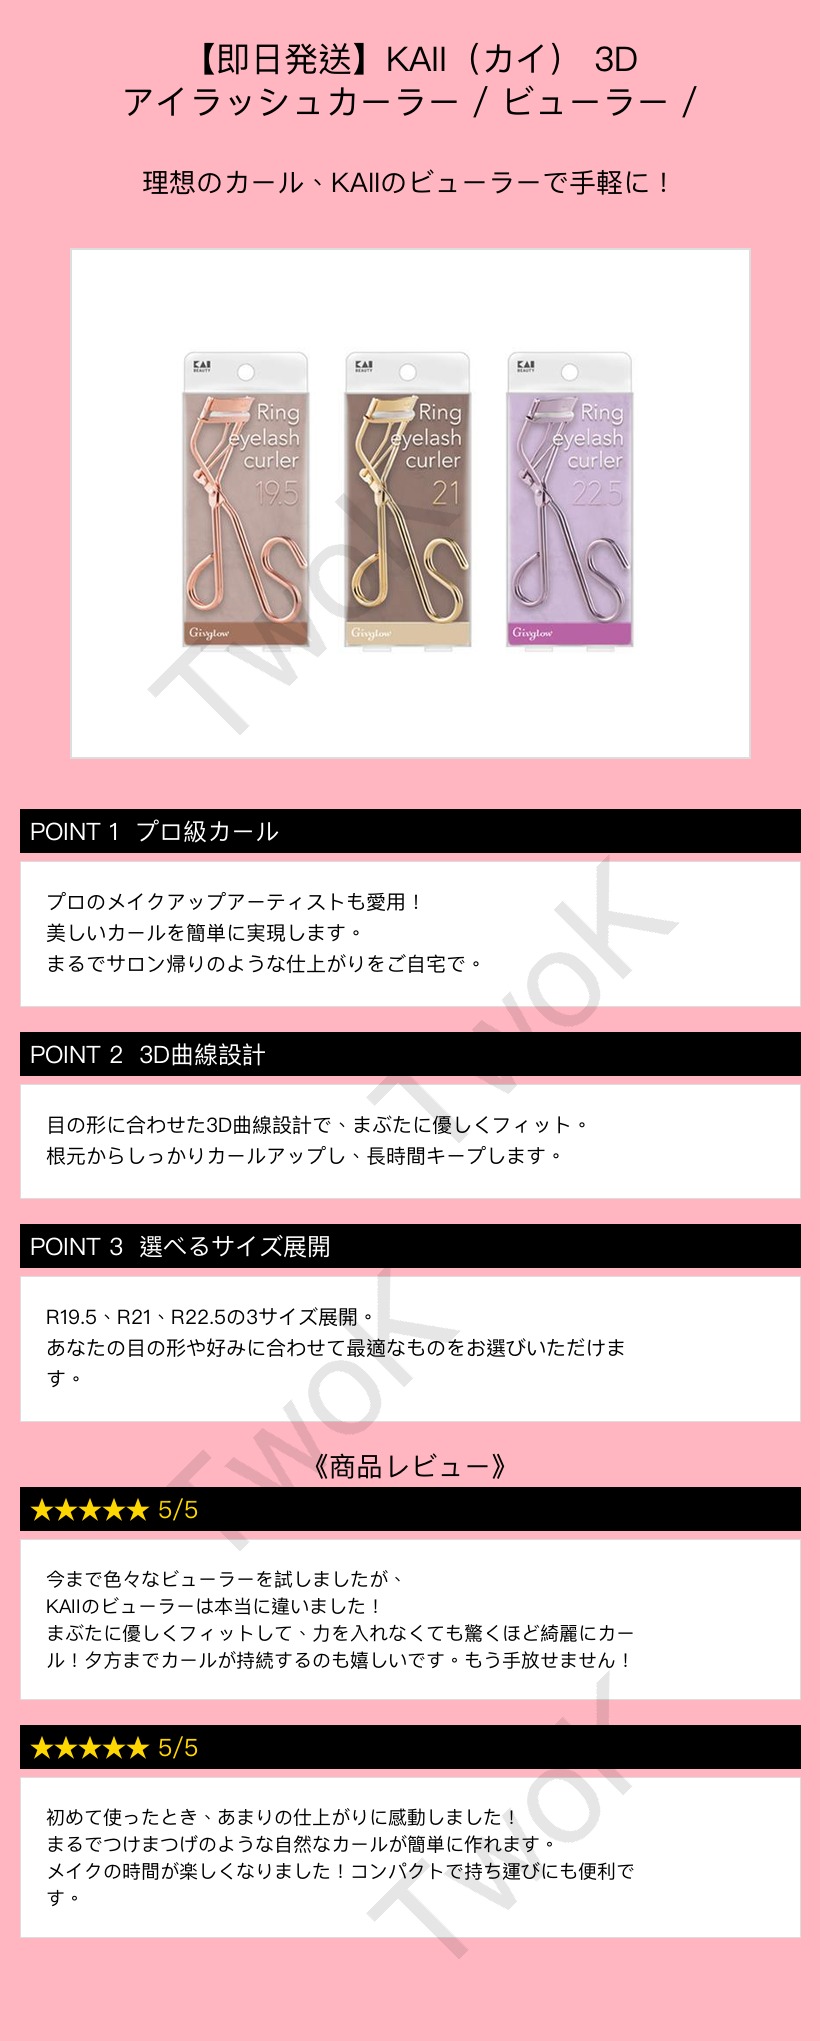 【即日発送】KAII（カイ） 3D
アイラッシュカーラー / ビューラー /
理想のカール、KAIIのビューラーで手軽に！
KAI
BEAUTY
Ring
eyelash
curler
19.5
Givglow
KAI
BEAUTY
Ring
eyelash
curler
21
Givglow
KAI
BEAUTY
Ring
eyelash
curler
22.5
Givglow
TwoK
POINT 1 プロ級カール
プロのメイクアップアーティストも愛用！
美しいカールを簡単に実現します。
まるでサロン帰りのような仕上がりをご自宅で。
TwoK
POINT 2 3D曲線設計
目の形に合わせた3D曲線設計で、まぶたに優しくフィット。
根元からしっかりカールアップし、長時間キープします。
POINT 3 選べるサイズ展開
R19.5、R21、R22.5の3サイズ展開。
あなたの目の形や好みに合わせて最適なものをお選びいただけま
す。
TwoK
《商品レビュー》
★★★★★ 5/5
今まで色々なビューラーを試しましたが、
KAIIのビューラーは本当に違いました！
まぶたに優しくフィットして、力を入れなくても驚くほど綺麗にカー
ル！夕方までカールが持続するのも嬉しいです。もう手放せません！
★★★★★ 5/5
初めて使ったとき、あまりの仕上がりに感動しました！
まるでつけまつげのような自然なカールが簡単に作れます。
メイクの時間が楽しくなりました！コンパクトで持ち運びにも便利で
す。
TwoK